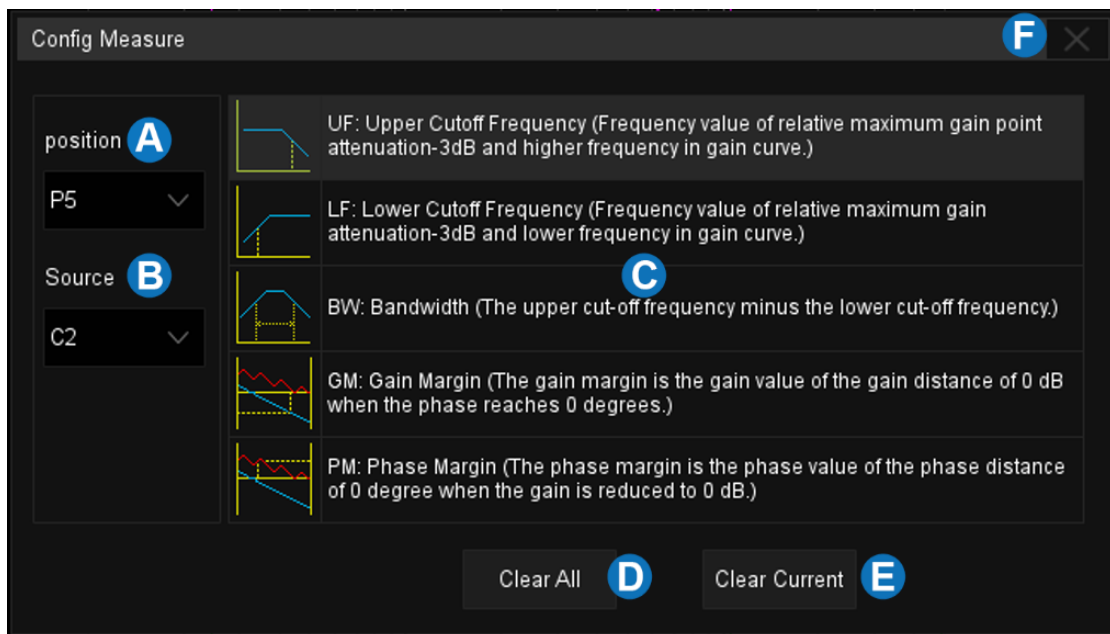 Config Measure
F
position A
P5
Source B
C2
UF: Upper Cutoff Frequency (Frequency value of relative maximum gain point
attenuation-3dB and higher frequency in gain curve.)
LF: Lower Cutoff Frequency (Frequency value of relative maximum gain
attenuation-3dB and lower frequency in gain curve.)
C
BW: Bandwidth (The upper cut-off frequency minus the lower cut-off frequency.)
GM: Gain Margin (The gain margin is the gain value of the gain distance of 0 dB
when the phase reaches 0 degrees.)
PM: Phase Margin (The phase margin is the phase value of the phase distance
of 0 degree when the gain is reduced to 0 dB.)
Clear All D
Clear Current E